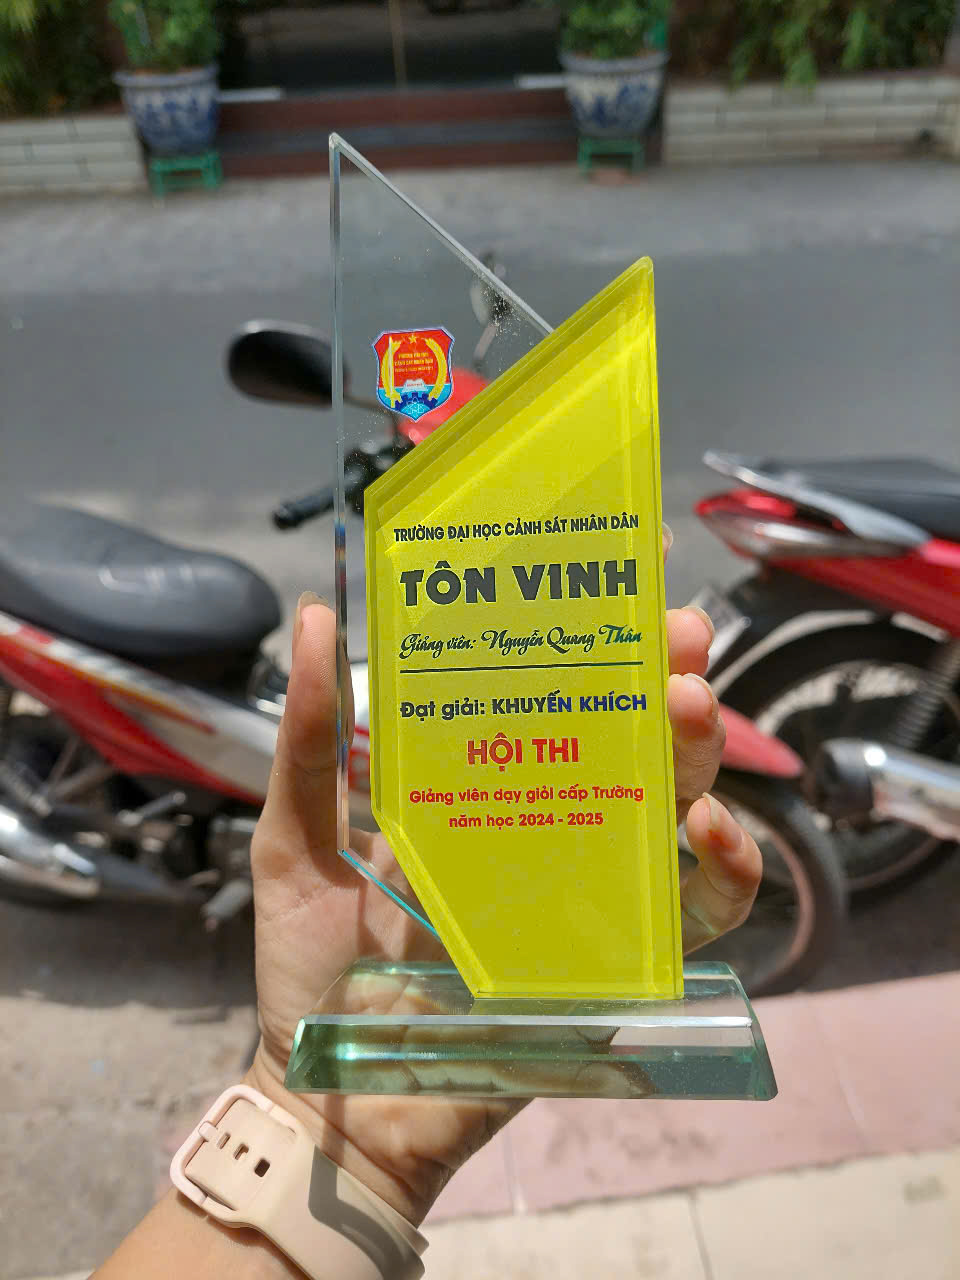 TRƯỜNG ĐẠI HỌC CẢNH SÁT NHÂN DÂN
TÔN VINH
Giảng viên: Nguyễn Quang Thân
Đạt giải: KHUYẾN KHÍCH
HỘI THI
Giảng viên dạy giỏi cấp Trường
năm học 2024 - 2025